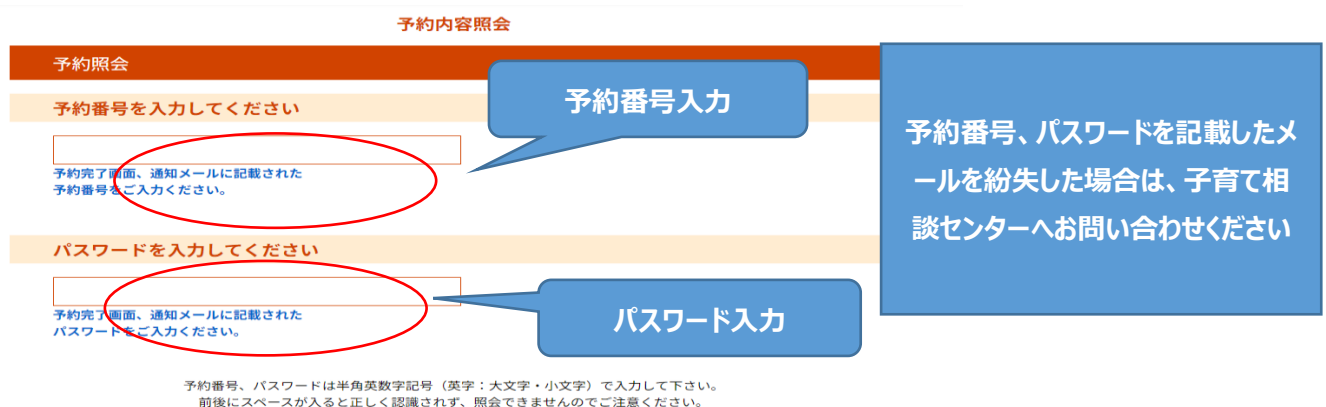 予約内容照会
予約照会
予約番号を入力してください
予約番号入力
予約完了画面、通知メールに記載された
予約番号をご入力ください。
予約番号、パスワードを記載したメ
ールを紛失した場合は、子育て相
談センターへお問い合わせください
パスワードを入力してください
パスワード入力
予約完了画面、通知メールに記載された
パスワードをご入力ください。
予約番号、パスワードは半角英数字記号（英字：大文字・小文字）で入力して下さい。
前後にスペースが入ると正しく認識されず、照会できませんのでご注意ください。